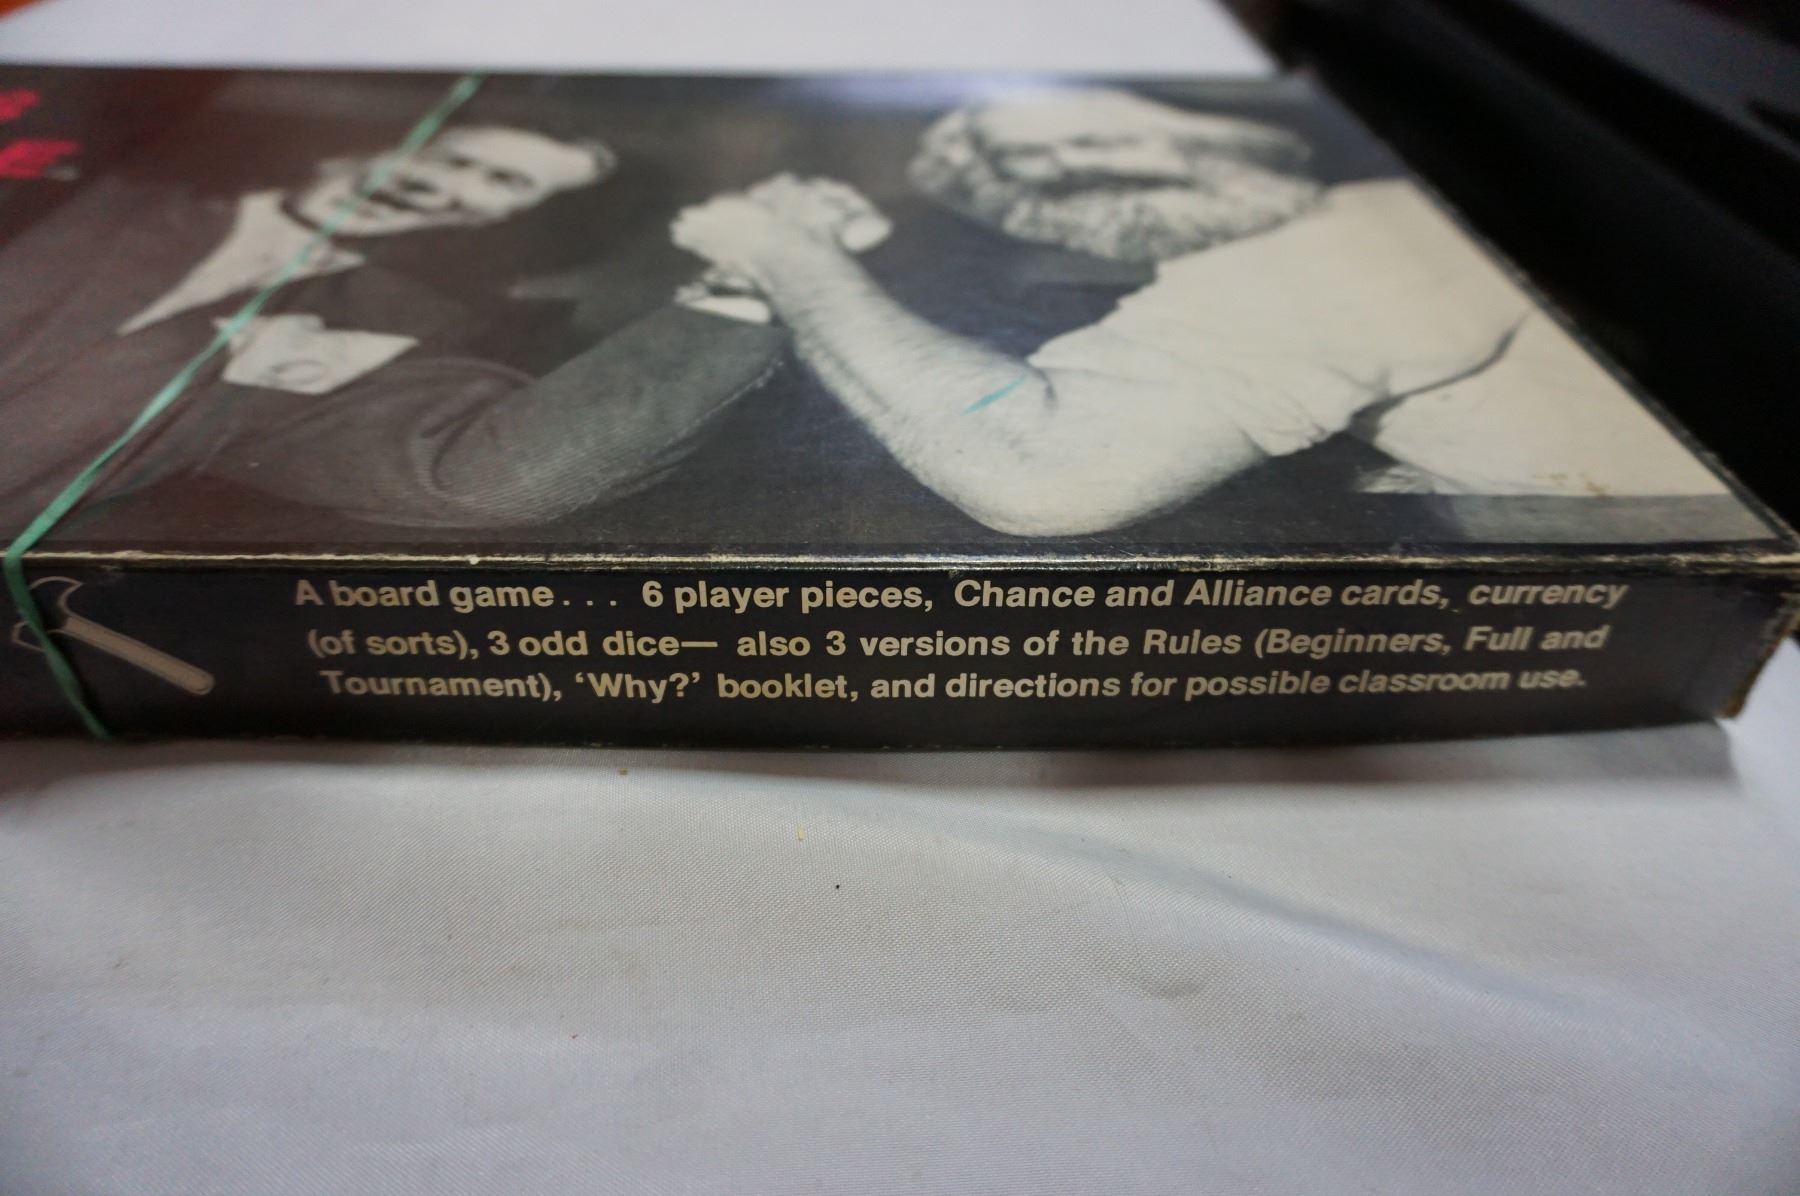 A board game... 6 player pieces, Chance and Alliance cards, currency
(of sorts), 3 odd dice— also 3 versions of the Rules (Beginners, Full and
Tournament), ‘Why?’ booklet, and directions for possible classroom use.